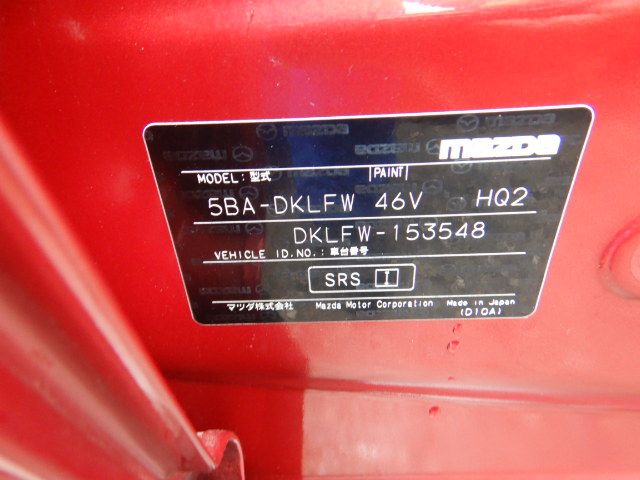 mazda
MODEL: 型式 PAINT
5BA-DKLFW 46V HQ2
DKLFW-153548
VEHICLE ID.NO.: 車台番号
SRS I
マツダ株式会社 Mazda Motor Corporation Made in Japan
(D10A)